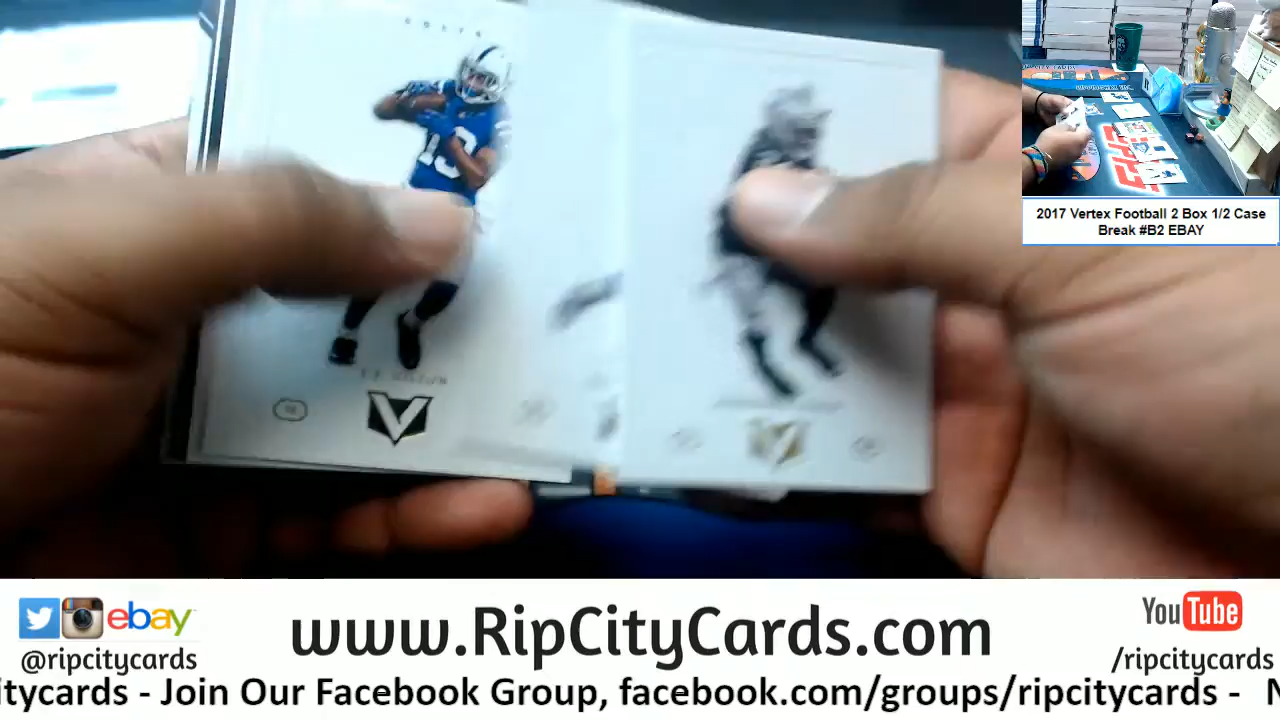 COLTS
13
2017 Vertex Football 2 Box 1/2 Case
Break #B2 EBAY
ebay
www.RipCityCards.com
YouTube
@ripcitycards
/ripcitycards
itycards - Join Our Facebook Group, facebook.com/groups/ripcitycards - N